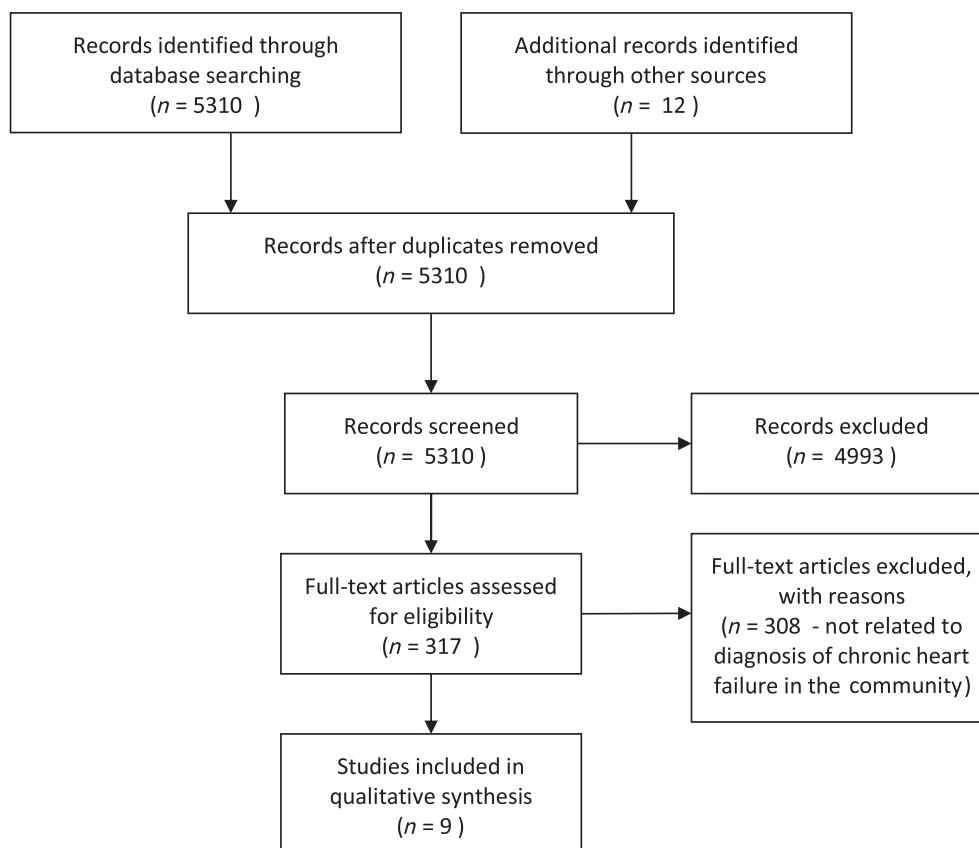 Records identified through
database searching
(n = 5310 )
Additional records identified
through other sources
(n = 12 )
Records after duplicates removed
(n = 5310 )
Records screened
(n = 5310 )
Records excluded
(n = 4993 )
Full-text articles assessed
for eligibility
(n = 317 )
Full-text articles excluded,
with reasons
(n = 308 - not related to
diagnosis of chronic heart
failure in the community)
Studies included in
qualitative synthesis
(n = 9 )